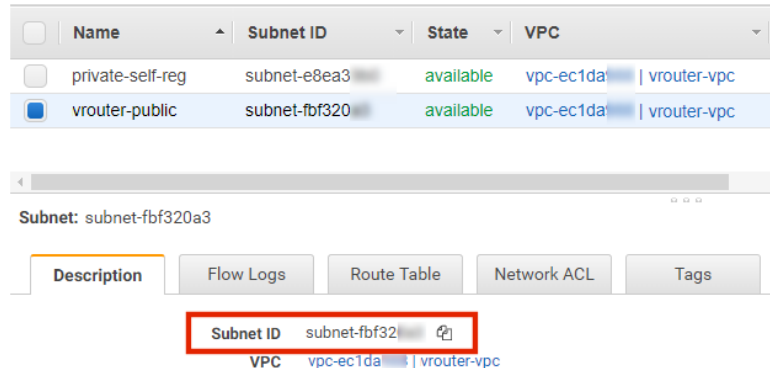 Name Subnet ID State VPC
private-self-reg subnet-e8ea3 available vpc-ec1da | vrouter-vpc
vrouter-public subnet-fbf320 available vpc-ec1da | vrouter-vpc
Subnet: subnet-fbf320a3
Description Flow Logs Route Table Network ACL Tags
Subnet ID subnet-fbf32
VPC vpc-ec1da | vrouter-vpc